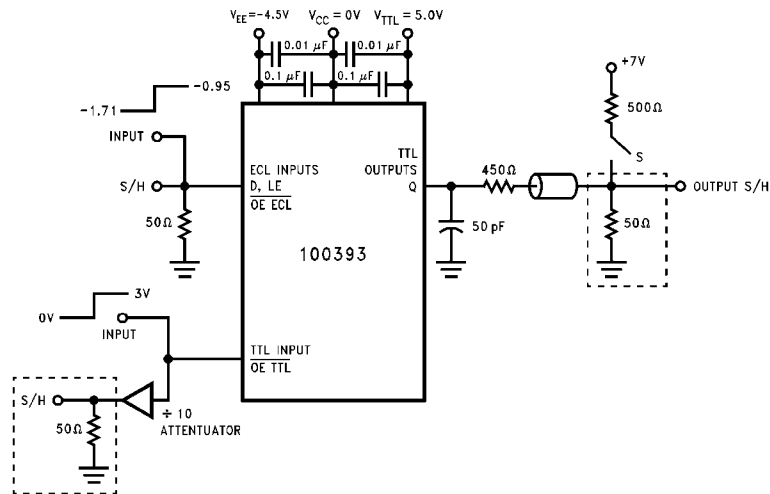 V_EE = −4.5V V_CC = 0V V_TTL = 5.0V
0.01 µF 0.01 µF
0.1 µF 0.1 µF
−0.95
−1.71
INPUT
S/H
50Ω
ECL INPUTS
D, LE
OE ECL
TTL
OUTPUTS
Q
100393
450Ω
50 pF
+7V
500Ω
S
OUTPUT S/H
50Ω
3V
0V
INPUT
TTL INPUT
OE TTL
S/H
50Ω
÷ 10
ATTENTUATOR